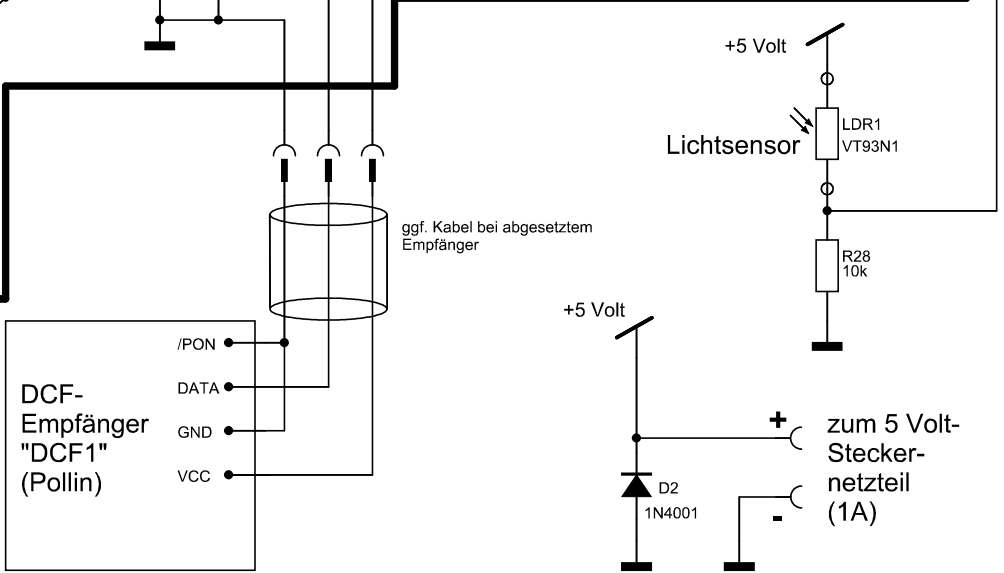 +5 Volt
LDR1
Lichtsensor
VT93N1
ggf. Kabel bei abgesetztem
Empfänger
R28
10k
+5 Volt
/PON
DATA
GND
VCC
DCF-
Empfänger
"DCF1"
(Pollin)
+
-
zum 5 Volt-
Stecker-
netzteil
(1A)
D2
1N4001